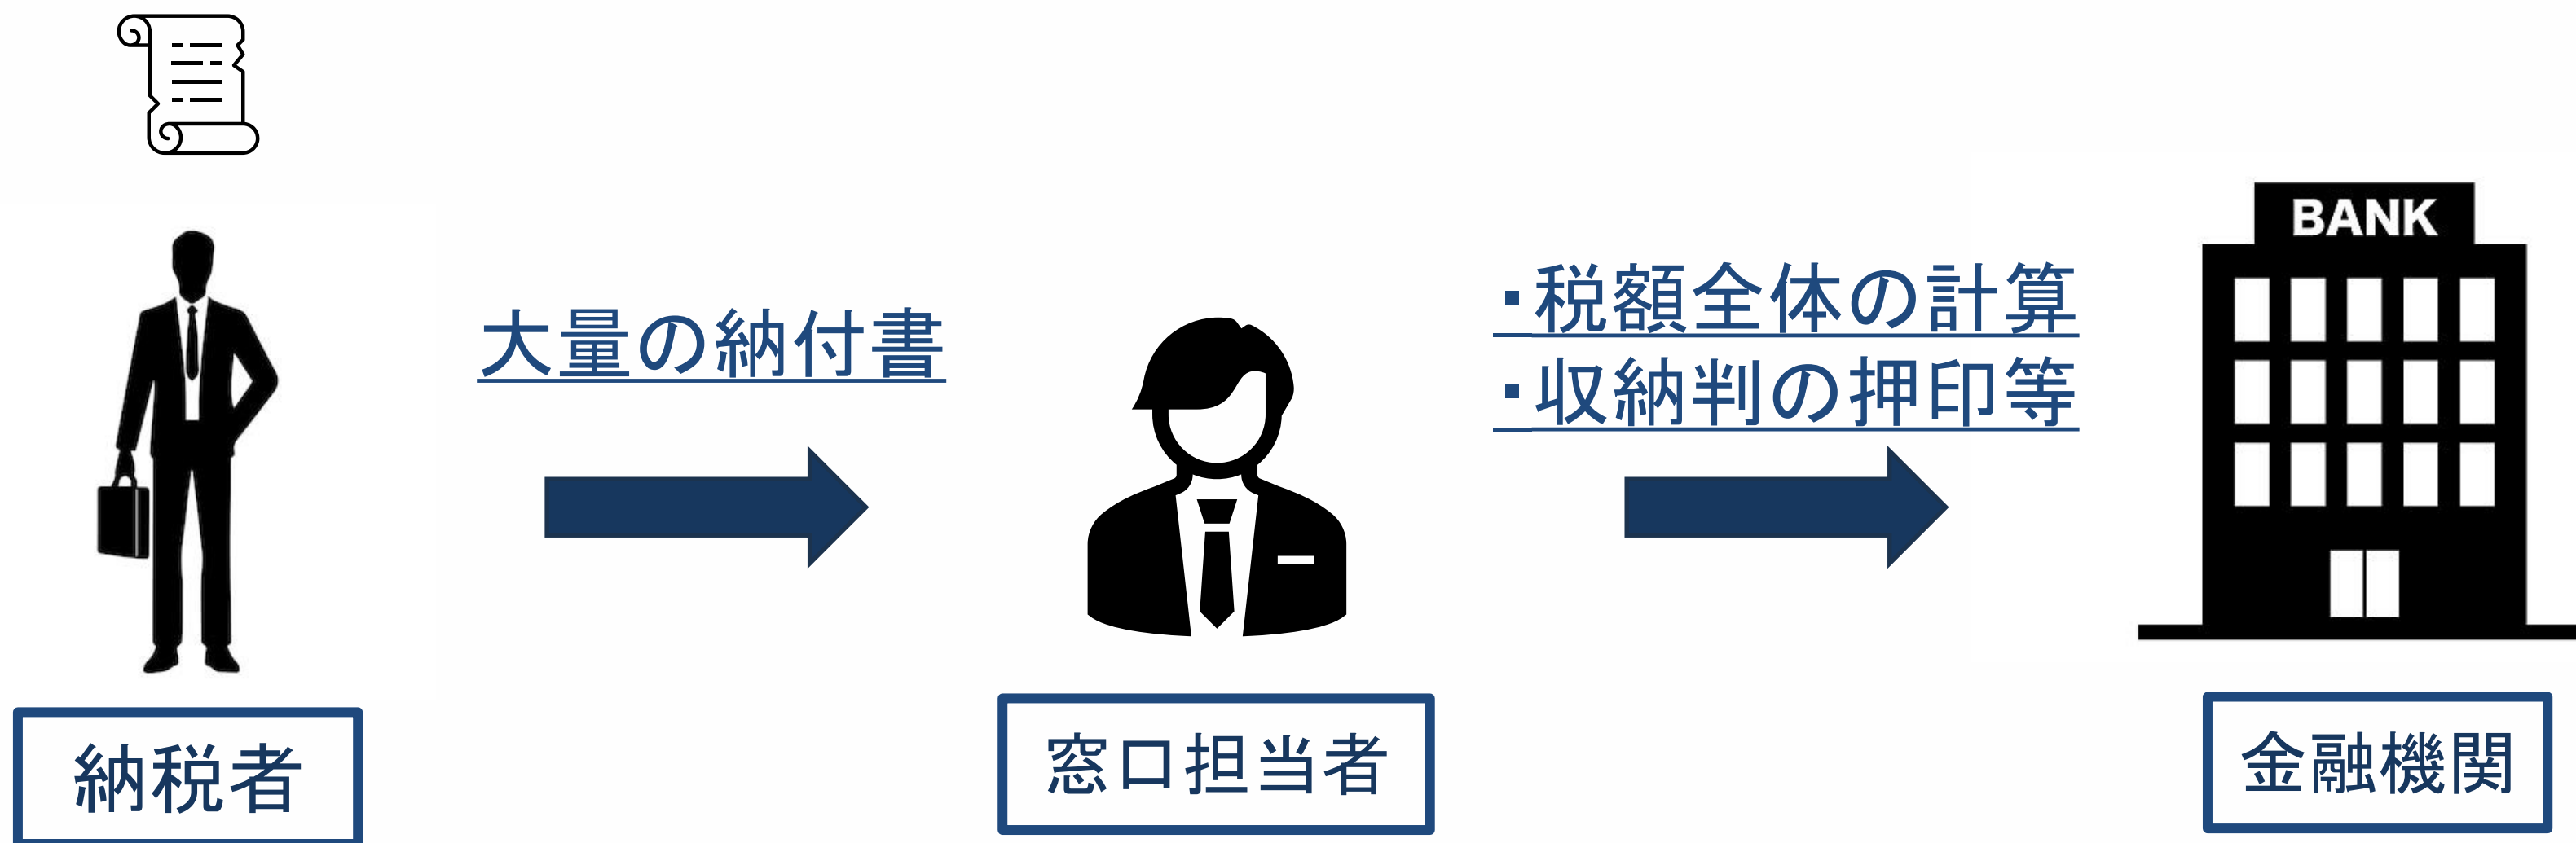 BANK
大量の納付書
・税額全体の計算
・収納判の押印等
納税者
窓口担当者
金融機関